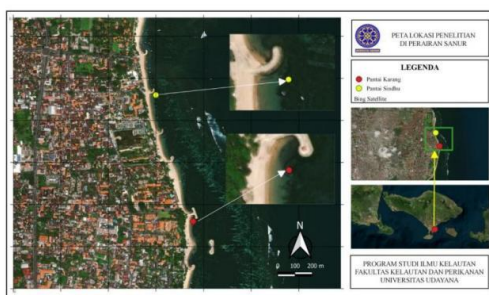 PETA LOKASI PENELITIAN
DI PERAIRAN SANUR
LEGENDA
Pantai Karang
Pantai Sindhu
Bing Satellite
N
0 100 200 m
PROGRAM STUDI ILMU KELAUTAN
FAKULTAS KELAUTAN DAN PERIKANAN
UNIVERSITAS UDAYANA